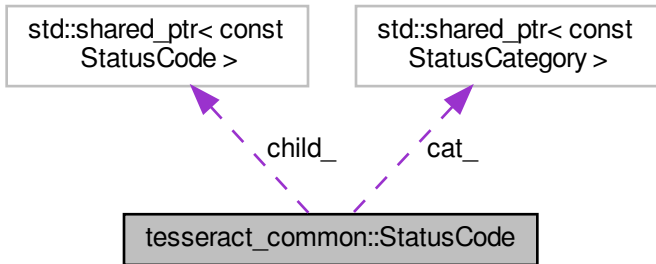 std::shared_ptr< const
StatusCode >
std::shared_ptr< const
StatusCategory >
child_
cat_
tesseract_common::StatusCode